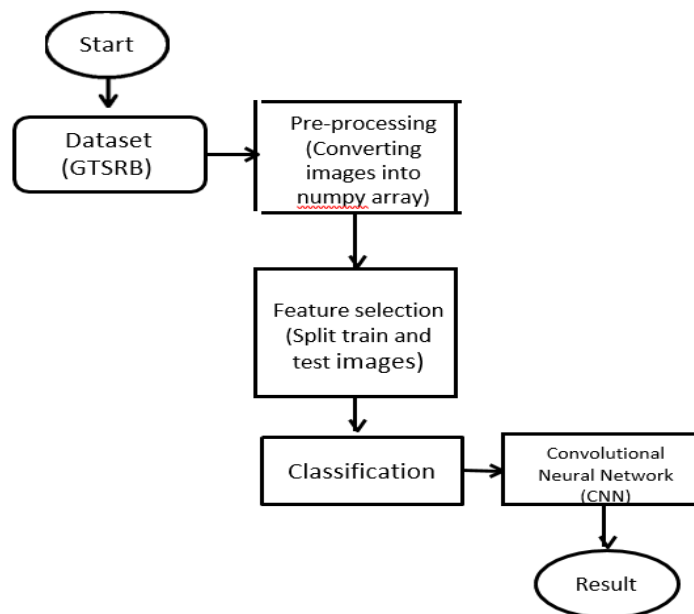 Start
Dataset
(GTSRB)
Pre-processing
(Converting
images into
numpy array)
Feature selection
(Split train and
test images)
Classification
Convolutional
Neural Network
(CNN)
Result